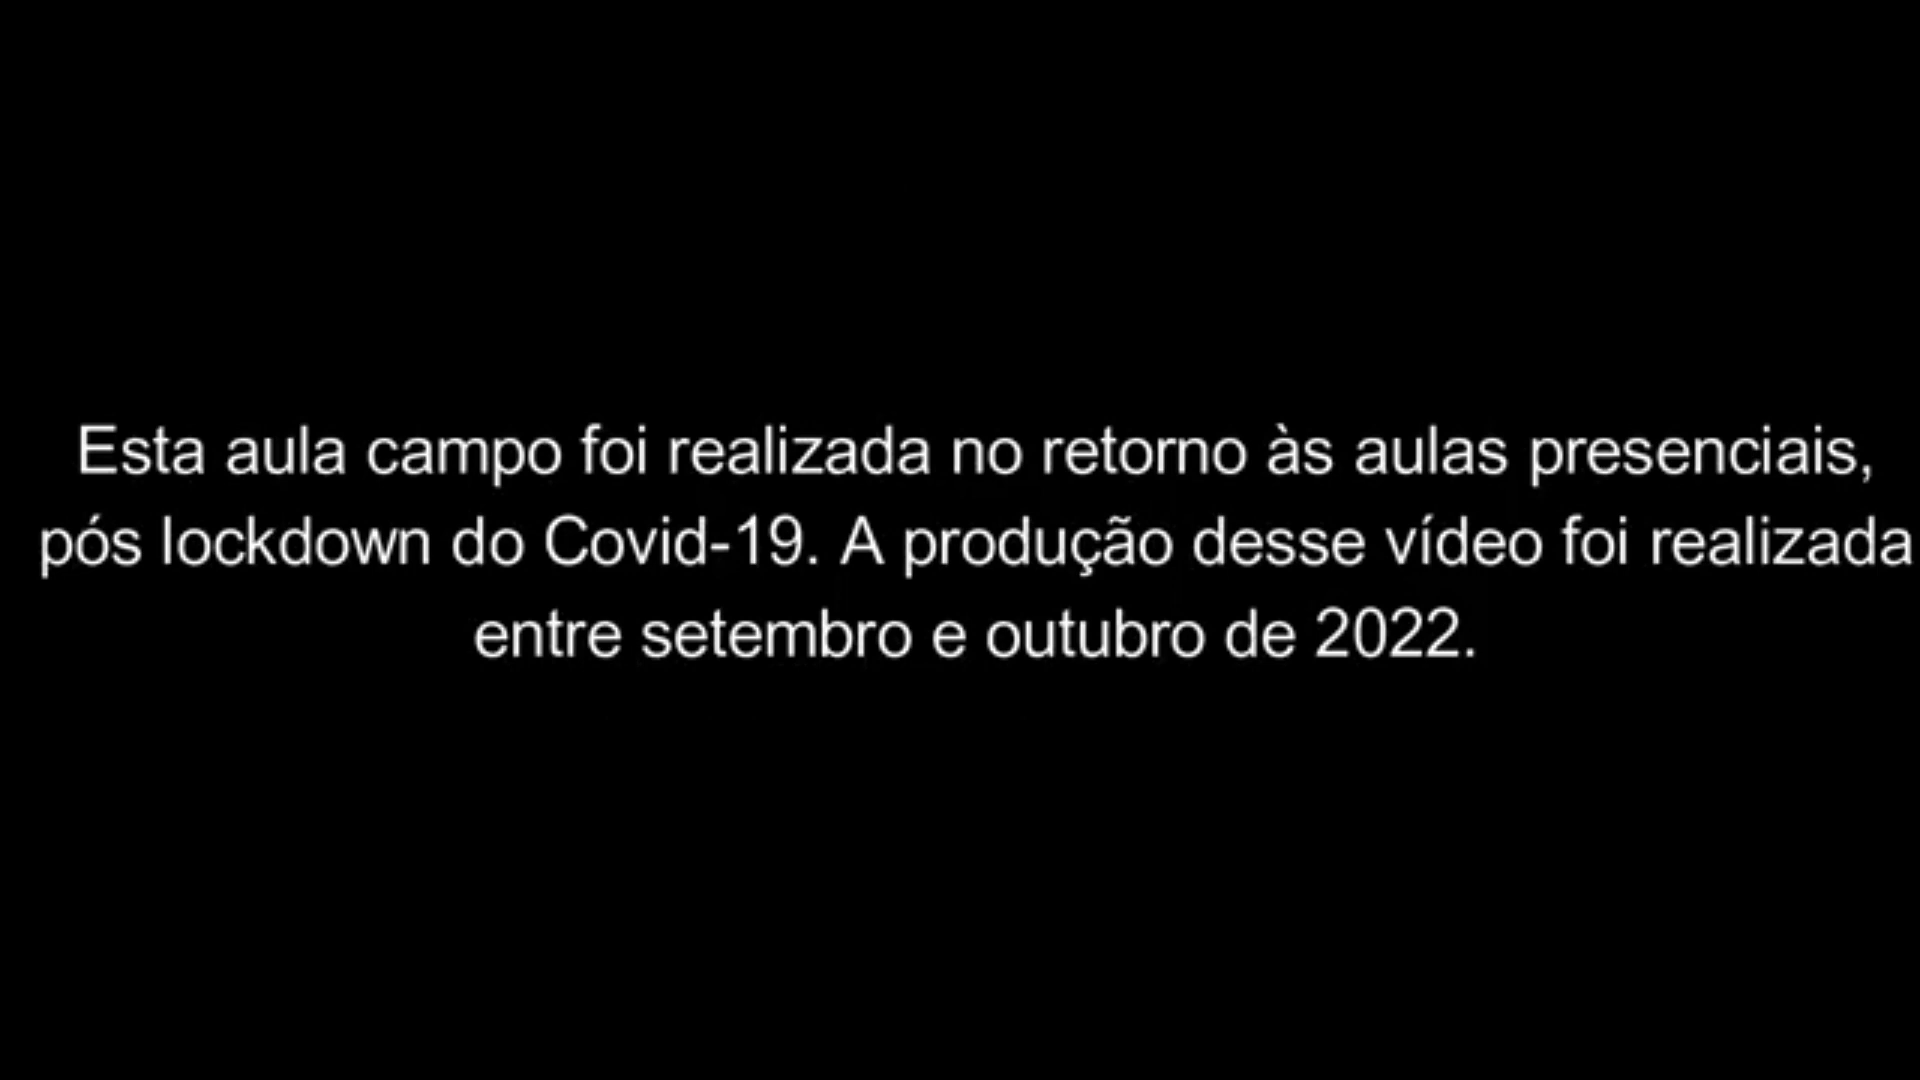 Esta aula campo foi realizada no retorno às aulas presenciais,
pós lockdown do Covid-19. A produção desse vídeo foi realizada
entre setembro e outubro de 2022.